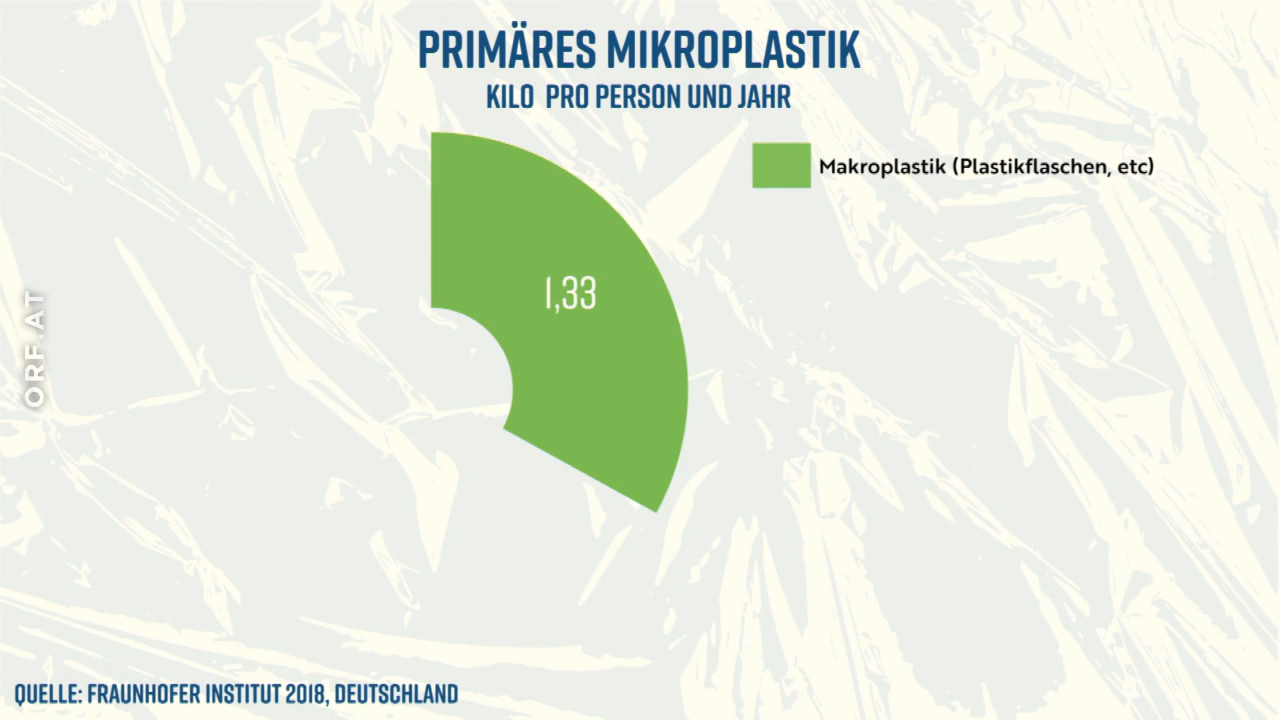 PRIMÄRES MIKROPLASTIK
KILO PRO PERSON UND JAHR
Makroplastik (Plastikflaschen, etc)
1,33
ORF.AT
QUELLE: FRAUNHOFER INSTITUT 2018, DEUTSCHLAND